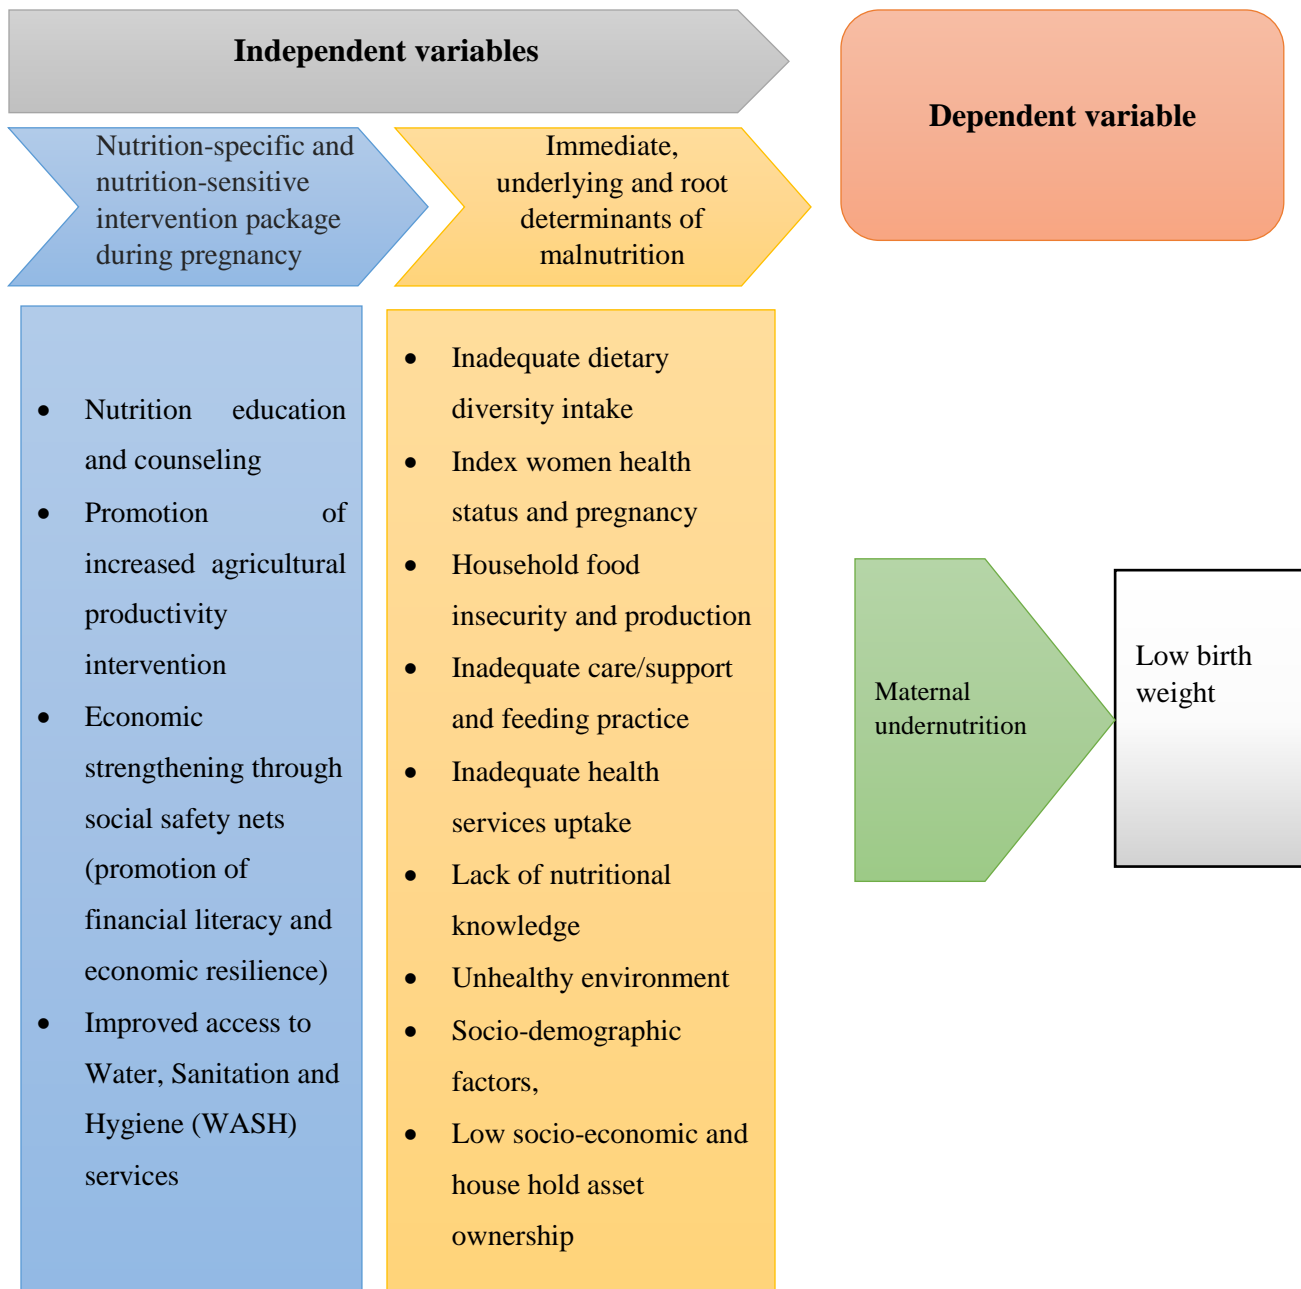 Independent variables
Dependent variable
Nutrition-specific and
nutrition-sensitive
intervention package
during pregnancy
Immediate,
underlying and root
determinants of
malnutrition
• Nutrition education
and counseling
• Promotion of
increased agricultural
productivity
intervention
• Economic
strengthening through
social safety nets
(promotion of
financial literacy and
economic resilience)
• Improved access to
Water, Sanitation and
Hygiene (WASH)
services
• Inadequate dietary
diversity intake
• Index women health
status and pregnancy
• Household food
insecurity and production
• Inadequate care/support
and feeding practice
• Inadequate health
services uptake
• Lack of nutritional
knowledge
• Unhealthy environment
• Socio-demographic
factors,
• Low socio-economic and
house hold asset
ownership
Maternal
undernutrition
Low birth
weight